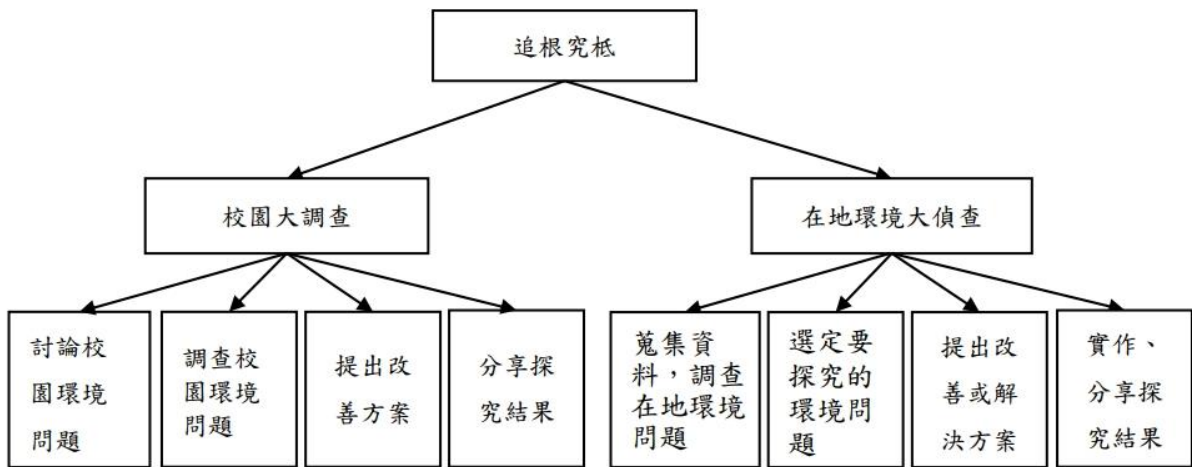 追根究柢
校園大調查
在地環境大偵查
討論校
園環境
問題
調查校
園環境
問題
提出改
善方案
分享探
究結果
蒐集資
料，調查
在地環境
問題
選定要
探究的
環境問
題
提出改
善或解
決方案
實作、
分享探
究結果